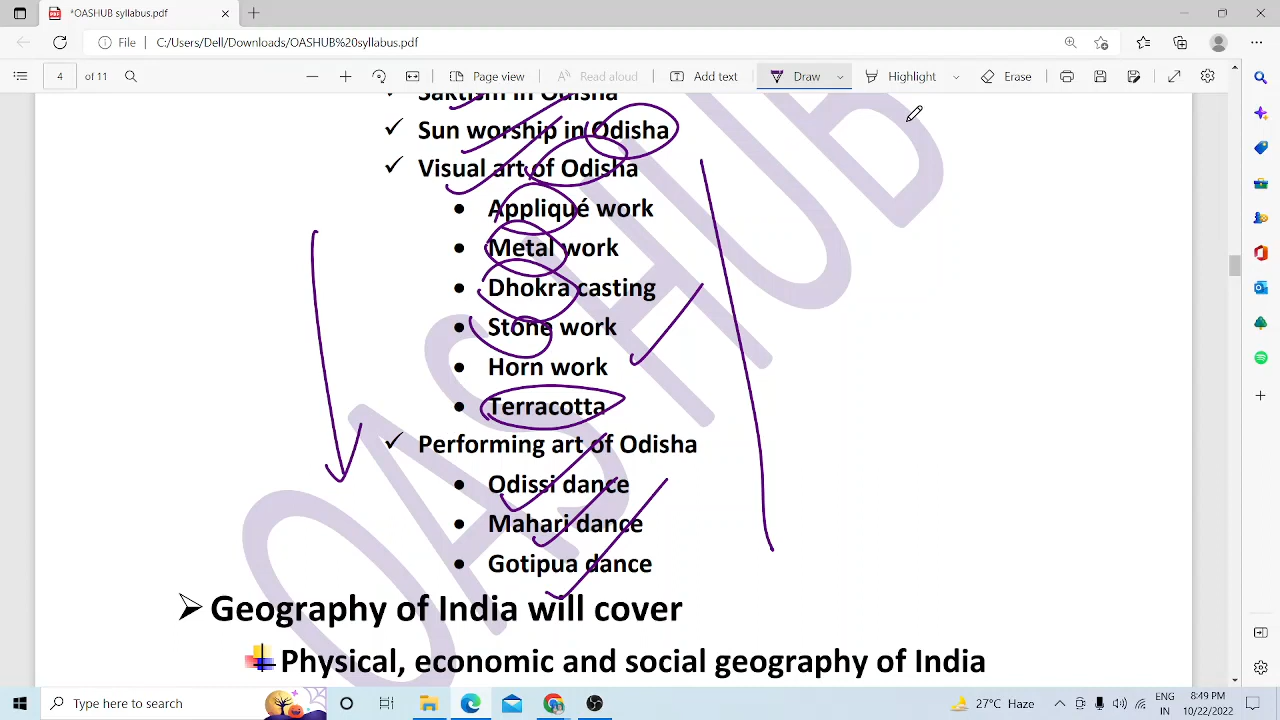 *OASHUB syllabus.pdf
File C:/Users/Dell/Downloads/OASHUB%20syllabus.pdf
4 of 11 Page view Read aloud Add text Draw Highlight Erase
Saktism in Odisha
Sun worship in Odisha
Visual art of Odisha
Appliqué work
Metal work
Dhokra casting
Stone work
Horn work
Terracotta
Performing art of Odisha
Odissi dance
Mahari dance
Gotipua dance
Geography of India will cover
Physical, economic and social geography of India
OASHUB
Type here to search
27°C Haze
ENG
IN
8:49 PM
10/22/2022